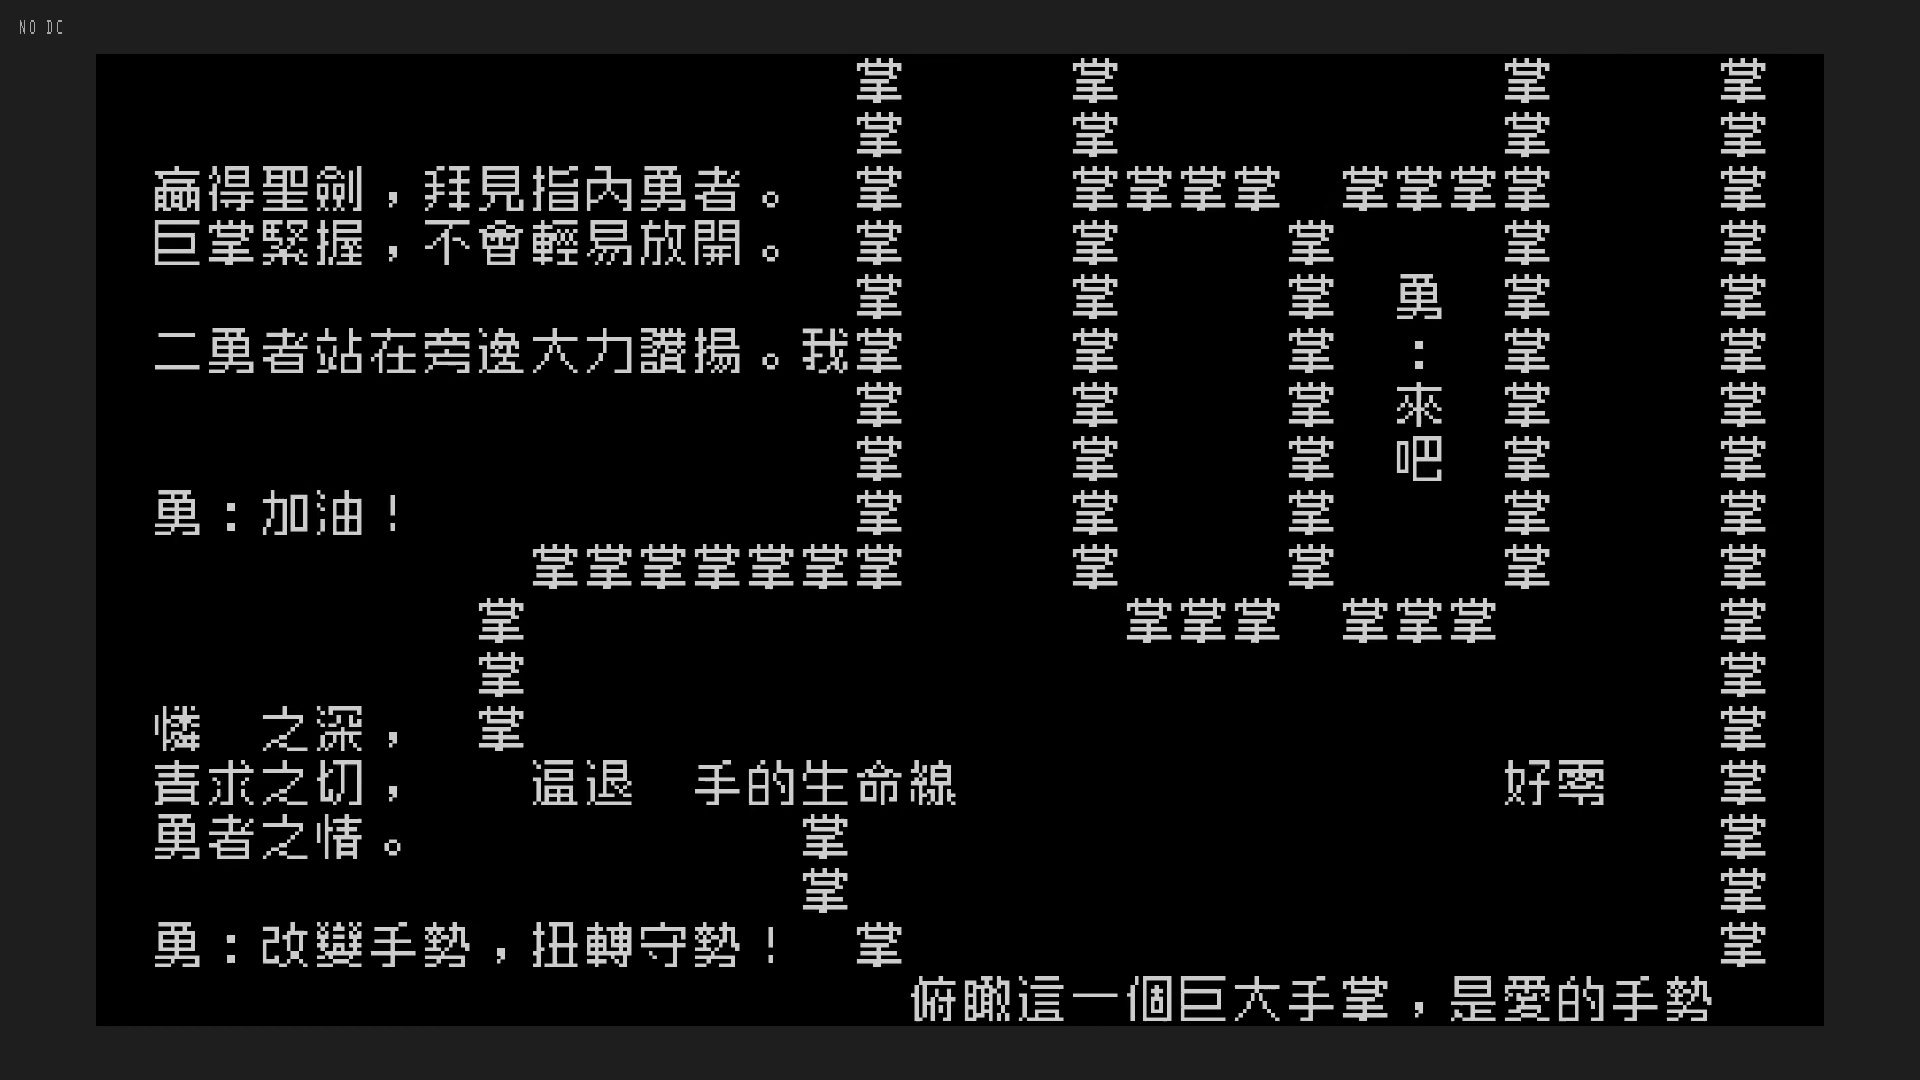 NO DC
掌 掌 掌 掌
掌 掌 掌 掌
贏得聖劍，拜見指內勇者。 掌 掌掌掌掌 掌掌掌掌 掌
巨掌緊握，不會輕易放開。 掌 掌 掌 掌 掌
掌 掌 掌 勇 掌 掌
二勇者站在旁邊大力讚揚。我掌 掌 掌 ： 掌 掌
掌 掌 掌 來 掌 掌
掌 掌 掌 吧 掌 掌
勇：加油！ 掌 掌 掌 掌 掌
掌掌掌掌掌掌掌 掌 掌 掌 掌
掌 掌掌掌 掌掌掌 掌
掌 掌
憐 之深， 掌 掌
責求之切， 逼退 手的生命線 好零 掌
勇者之情。 掌 掌
掌 掌
勇：改變手勢，扭轉守勢！ 掌 掌
俯瞰這一個巨大手掌，是愛的手勢